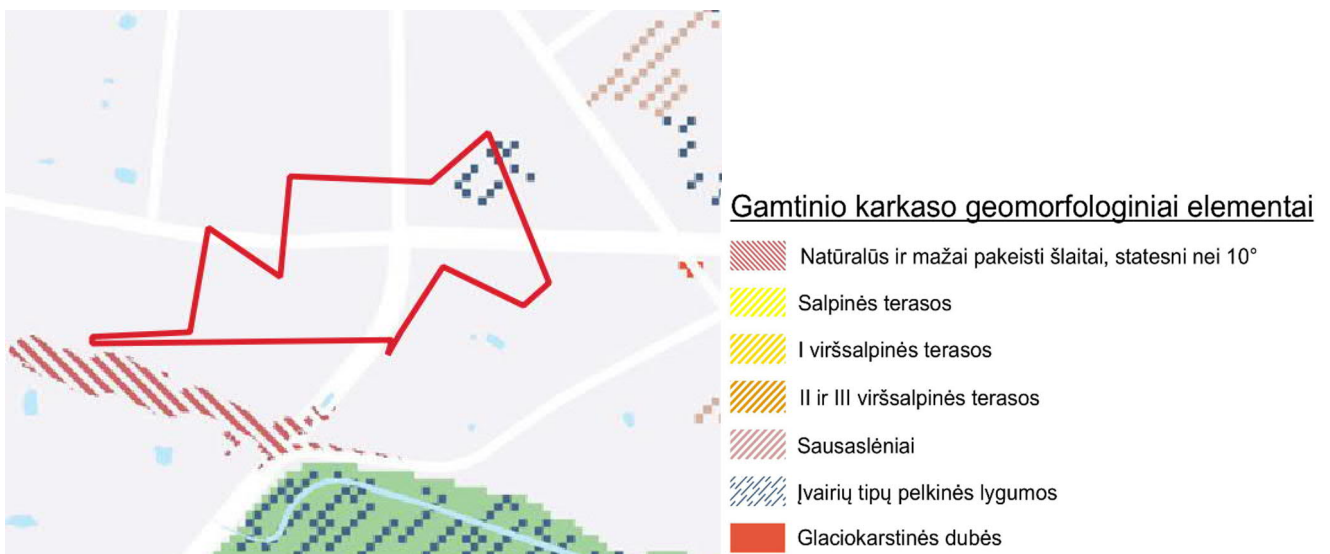 Gamtinio karkaso geomorfologiniai elementai
Natūralūs ir mažai pakeisti šlaitai, statesni nei 10°
Salpinės terasos
I viršsalpinės terasos
II ir III viršsalpinės terasos
Sausaslėniai
Įvairių tipų pelkinės lygumos
Glaciokarstinės dubės